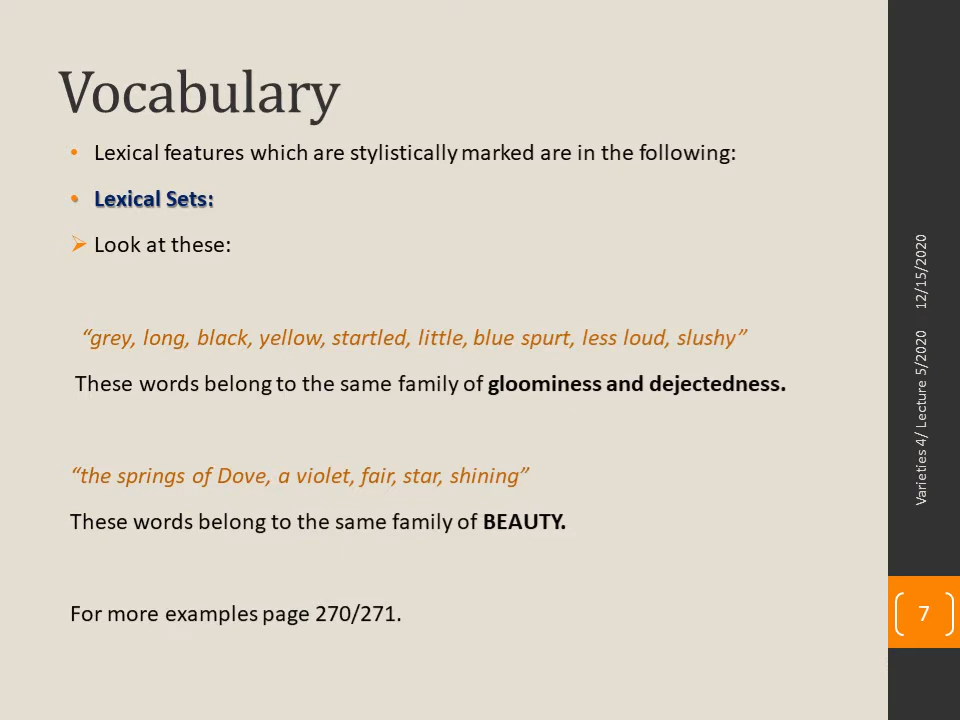 Vocabulary
• Lexical features which are stylistically marked are in the following:
• Lexical Sets:
➢ Look at these:
“grey, long, black, yellow, startled, little, blue spurt, less loud, slushy”
These words belong to the same family of gloominess and dejectedness.
“the springs of Dove, a violet, fair, star, shining”
These words belong to the same family of BEAUTY.
For more examples page 270/271.
Varieties 4/ Lecture 5/2020 12/15/2020
7